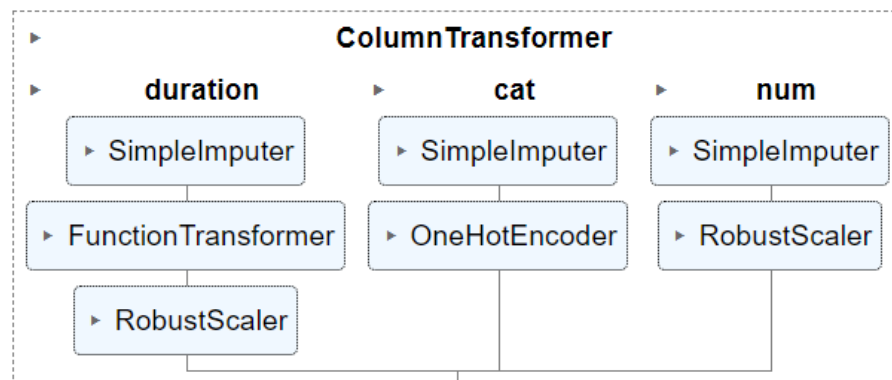 ColumnTransformer
duration cat num
SimpleImputer SimpleImputer SimpleImputer
FunctionTransformer OneHotEncoder RobustScaler
RobustScaler